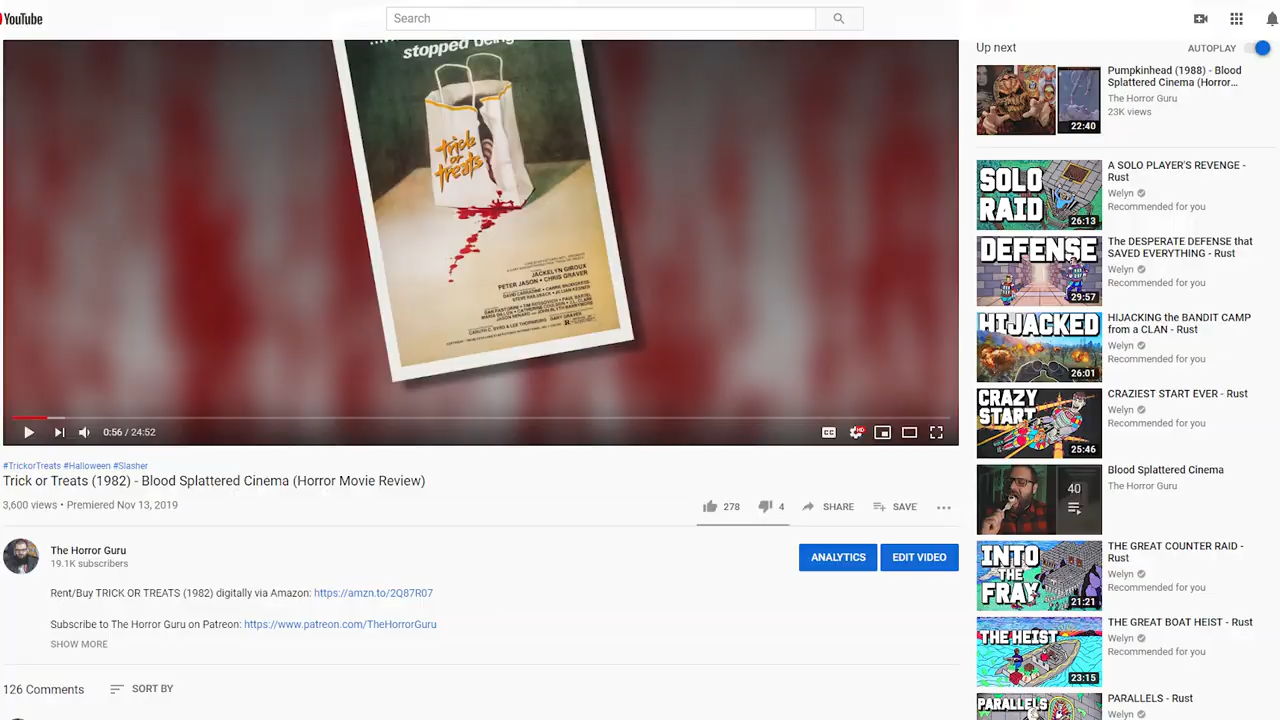 YouTube
Search
stopped being
trick
or
treats
JACKELYN GIROUX
PETER JASON • CHRIS GRAVER
0:56 / 24:52
CC
HD
#TrickorTreats #Halloween #Slasher
Trick or Treats (1982) - Blood Splattered Cinema (Horror Movie Review)
3,600 views • Premiered Nov 13, 2019
278
4
SHARE
SAVE
The Horror Guru
19.1K subscribers
ANALYTICS
EDIT VIDEO
Rent/Buy TRICK OR TREATS (1982) digitally via Amazon: https://amzn.to/2Q87R07
Subscribe to The Horror Guru on Patreon: https://www.patreon.com/TheHorrorGuru
SHOW MORE
126 Comments
SORT BY
Up next
AUTOPLAY
22:40
Pumpkinhead (1988) - Blood
Splattered Cinema (Horror...
The Horror Guru
23K views
SOLO
RAID
26:13
A SOLO PLAYER'S REVENGE -
Rust
Welyn
Recommended for you
DEFENSE
29:57
The DESPERATE DEFENSE that
SAVED EVERYTHING - Rust
Welyn
Recommended for you
HIJACKED
26:01
HIJACKING the BANDIT CAMP
from a CLAN - Rust
Welyn
Recommended for you
CRAZY
START
25:46
CRAZIEST START EVER - Rust
Welyn
Recommended for you
40
Blood Splattered Cinema
The Horror Guru
INTO
THE
FRAY
21:21
THE GREAT COUNTER RAID -
Rust
Welyn
Recommended for you
THE HEIST
23:15
THE GREAT BOAT HEIST - Rust
Welyn
Recommended for you
PARALLELS
PARALLELS - Rust
Welyn